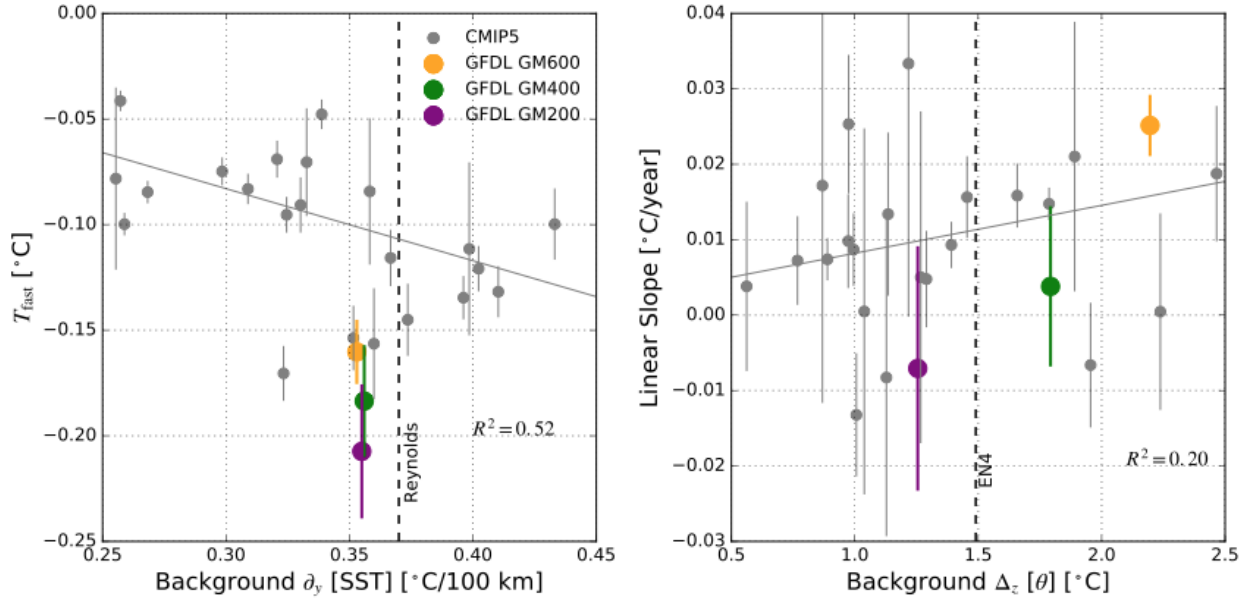 0.00
−0.05
−0.10
−0.15
−0.20
−0.25
T_fast [°C]
CMIP5
GFDL GM600
GFDL GM400
GFDL GM200
R² = 0.52
Reynolds
0.25 0.30 0.35 0.40 0.45
Background ∂_y [SST] [°C/100 km]
0.04
0.03
0.02
0.01
0.00
−0.01
−0.02
−0.03
Linear Slope [°C/year]
R² = 0.20
EN4
0.5 1.0 1.5 2.0 2.5
Background Δ_z [θ] [°C]